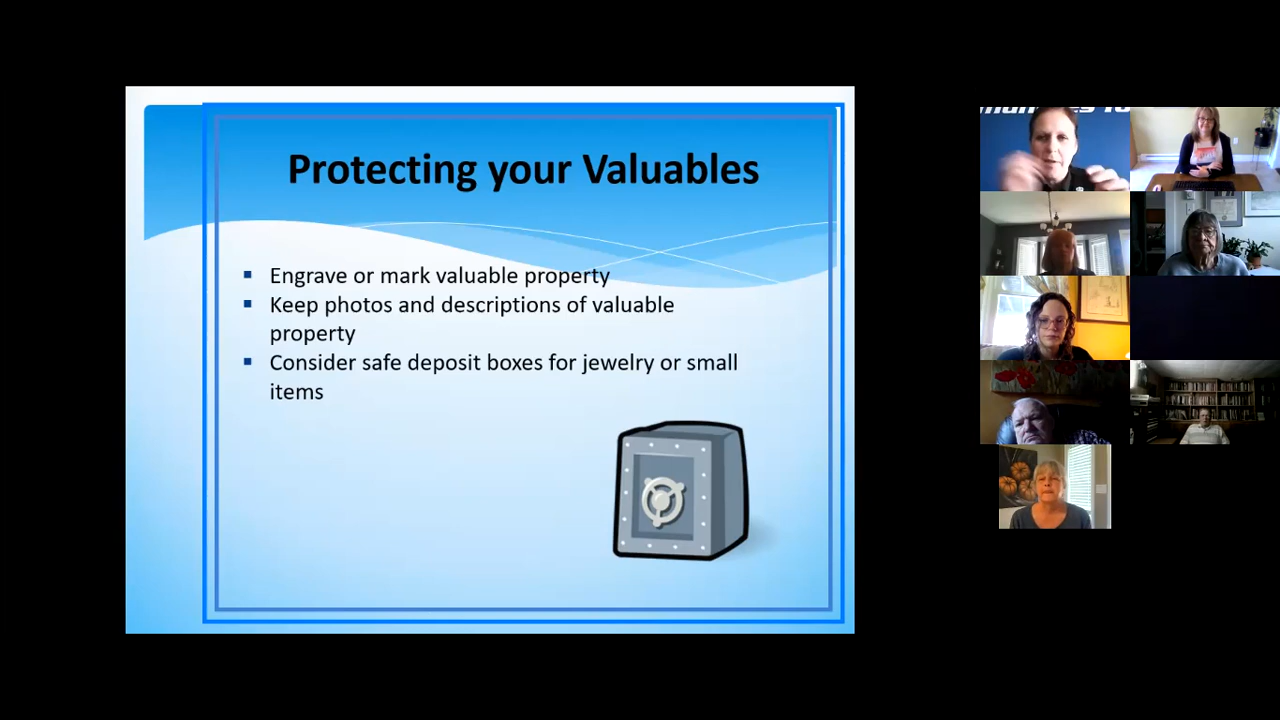 Protecting your Valuables
Engrave or mark valuable property
Keep photos and descriptions of valuable
property
Consider safe deposit boxes for jewelry or small
items